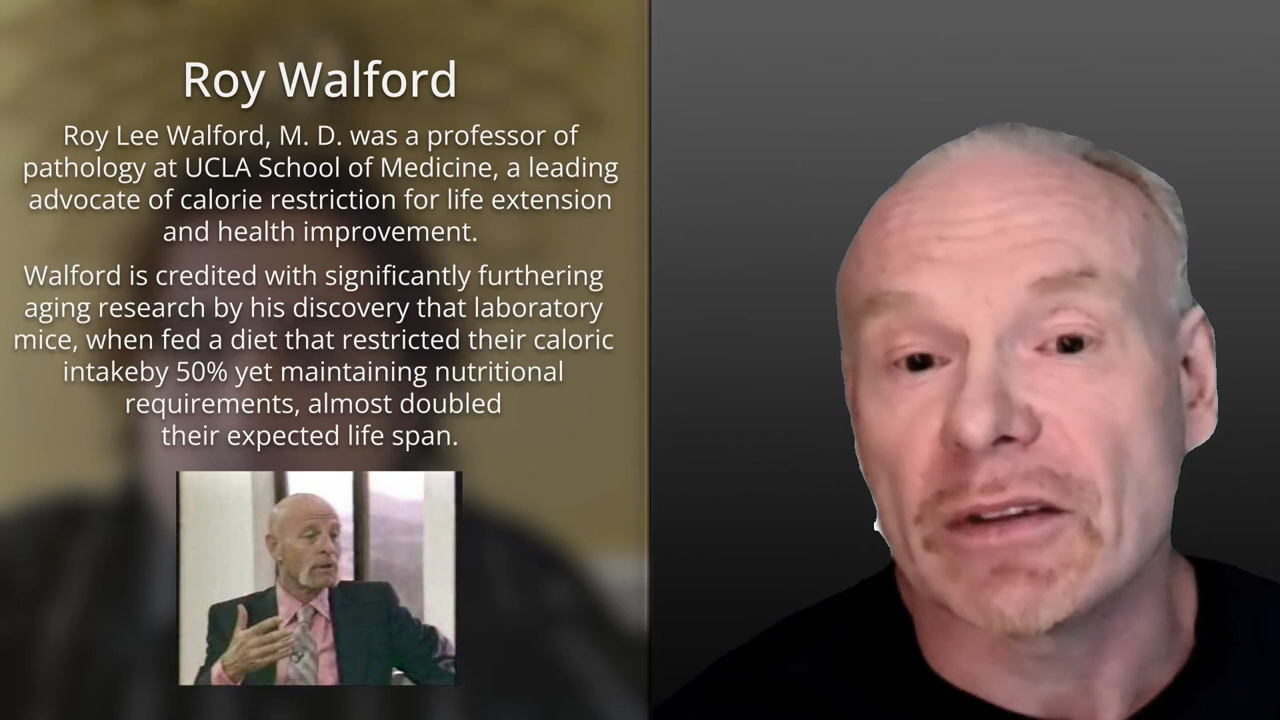 Roy Walford
Roy Lee Walford, M. D. was a professor of
pathology at UCLA School of Medicine, a leading
advocate of calorie restriction for life extension
and health improvement.
Walford is credited with significantly furthering
aging research by his discovery that laboratory
mice, when fed a diet that restricted their caloric
intakeby 50% yet maintaining nutritional
requirements, almost doubled
their expected life span.